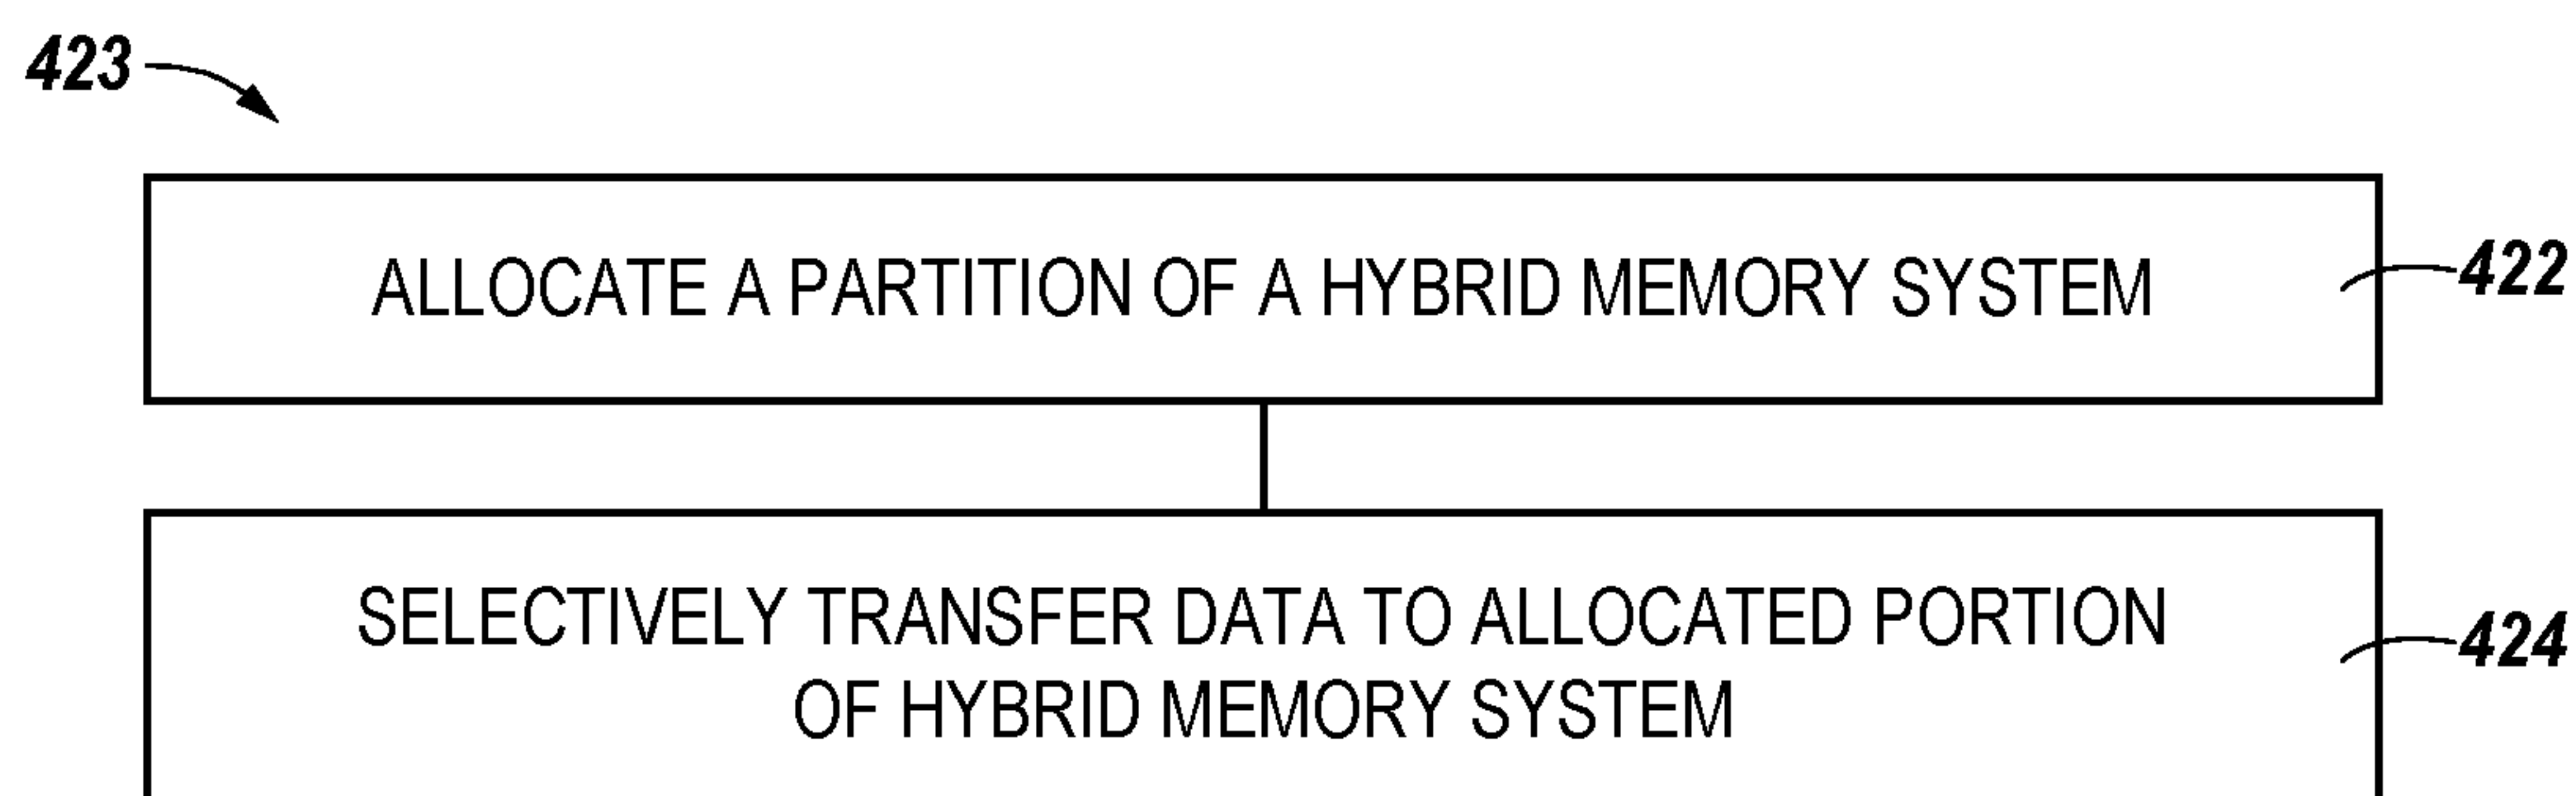 423
ALLOCATE A PARTITION OF A HYBRID MEMORY SYSTEM
422
SELECTIVELY TRANSFER DATA TO ALLOCATED PORTION
OF HYBRID MEMORY SYSTEM
424